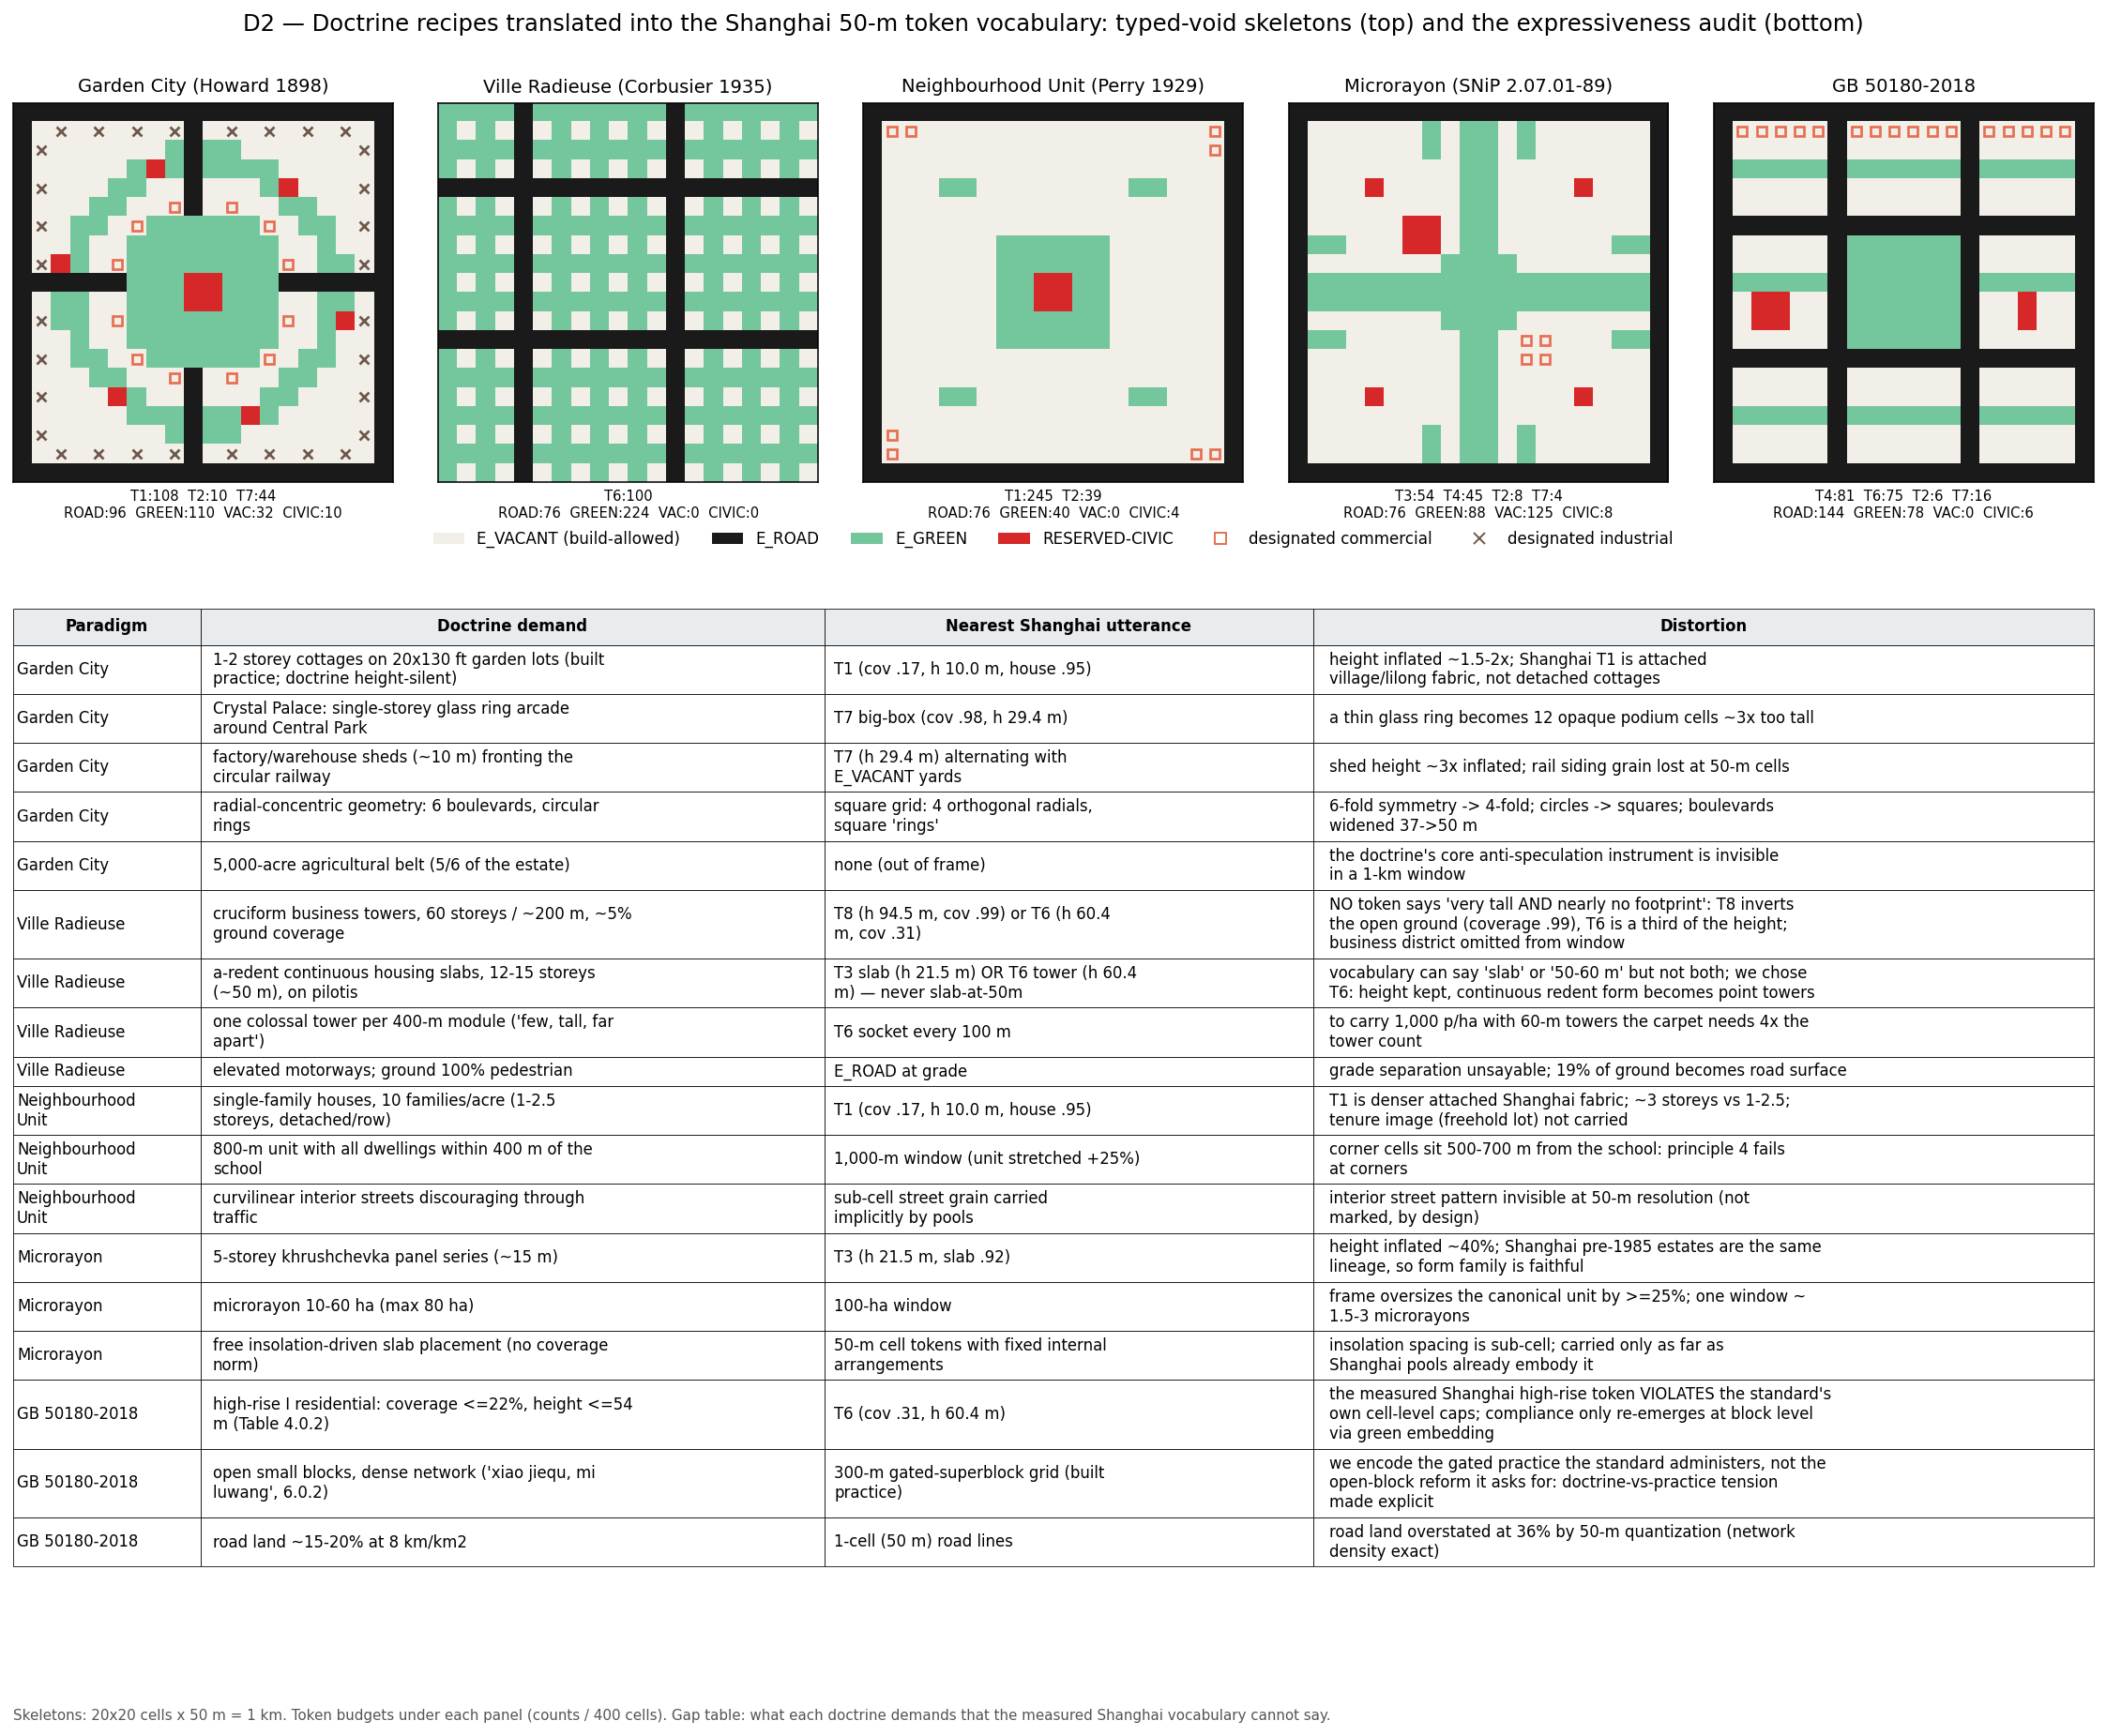 D2 — Doctrine recipes translated into the Shanghai 50-m token vocabulary: typed-void skeletons (top) and the expressiveness audit (bottom)
Garden City (Howard 1898)
Ville Radieuse (Corbusier 1935)
Neighbourhood Unit (Perry 1929)
Microrayon (SNiP 2.07.01-89)
GB 50180-2018
T1:108 T2:10 T7:44
ROAD:96 GREEN:110 VAC:32 CIVIC:10
T6:100
ROAD:76 GREEN:224 VAC:0 CIVIC:0
T1:245 T2:39
ROAD:76 GREEN:40 VAC:0 CIVIC:4
T3:54 T4:45 T2:8 T7:4
ROAD:76 GREEN:88 VAC:125 CIVIC:8
T4:81 T6:75 T2:6 T7:16
ROAD:144 GREEN:78 VAC:0 CIVIC:6
E_VACANT (build-allowed)
E_ROAD
E_GREEN
RESERVED-CIVIC
designated commercial
designated industrial
Paradigm
Doctrine demand
Nearest Shanghai utterance
Distortion
Garden City
1-2 storey cottages on 20x130 ft garden lots (built
practice; doctrine height-silent)
T1 (cov .17, h 10.0 m, house .95)
height inflated ~1.5-2x; Shanghai T1 is attached
village/lilong fabric, not detached cottages
Garden City
Crystal Palace: single-storey glass ring arcade
around Central Park
T7 big-box (cov .98, h 29.4 m)
a thin glass ring becomes 12 opaque podium cells ~3x too tall
Garden City
factory/warehouse sheds (~10 m) fronting the
circular railway
T7 (h 29.4 m) alternating with
E_VACANT yards
shed height ~3x inflated; rail siding grain lost at 50-m cells
Garden City
radial-concentric geometry: 6 boulevards, circular
rings
square grid: 4 orthogonal radials,
square 'rings'
6-fold symmetry -> 4-fold; circles -> squares; boulevards
widened 37->50 m
Garden City
5,000-acre agricultural belt (5/6 of the estate)
none (out of frame)
the doctrine's core anti-speculation instrument is invisible
in a 1-km window
Ville Radieuse
cruciform business towers, 60 storeys / ~200 m, ~5%
ground coverage
T8 (h 94.5 m, cov .99) or T6 (h 60.4
m, cov .31)
NO token says 'very tall AND nearly no footprint': T8 inverts
the open ground (coverage .99), T6 is a third of the height;
business district omitted from window
Ville Radieuse
a-redent continuous housing slabs, 12-15 storeys
(~50 m), on pilotis
T3 slab (h 21.5 m) OR T6 tower (h 60.4
m) — never slab-at-50m
vocabulary can say 'slab' or '50-60 m' but not both; we chose
T6: height kept, continuous redent form becomes point towers
Ville Radieuse
one colossal tower per 400-m module ('few, tall, far
apart')
T6 socket every 100 m
to carry 1,000 p/ha with 60-m towers the carpet needs 4x the
tower count
Ville Radieuse
elevated motorways; ground 100% pedestrian
E_ROAD at grade
grade separation unsayable; 19% of ground becomes road surface
Neighbourhood
Unit
single-family houses, 10 families/acre (1-2.5
storeys, detached/row)
T1 (cov .17, h 10.0 m, house .95)
T1 is denser attached Shanghai fabric; ~3 storeys vs 1-2.5;
tenure image (freehold lot) not carried
Neighbourhood
Unit
800-m unit with all dwellings within 400 m of the
school
1,000-m window (unit stretched +25%)
corner cells sit 500-700 m from the school: principle 4 fails
at corners
Neighbourhood
Unit
curvilinear interior streets discouraging through
traffic
sub-cell street grain carried
implicitly by pools
interior street pattern invisible at 50-m resolution (not
marked, by design)
Microrayon
5-storey khrushchevka panel series (~15 m)
T3 (h 21.5 m, slab .92)
height inflated ~40%; Shanghai pre-1985 estates are the same
lineage, so form family is faithful
Microrayon
microrayon 10-60 ha (max 80 ha)
100-ha window
frame oversizes the canonical unit by >=25%; one window ~
1.5-3 microrayons
Microrayon
free insolation-driven slab placement (no coverage
norm)
50-m cell tokens with fixed internal
arrangements
insolation spacing is sub-cell; carried only as far as
Shanghai pools already embody it
GB 50180-2018
high-rise I residential: coverage <=22%, height <=54
m (Table 4.0.2)
T6 (cov .31, h 60.4 m)
the measured Shanghai high-rise token VIOLATES the standard's
own cell-level caps; compliance only re-emerges at block level
via green embedding
GB 50180-2018
open small blocks, dense network ('xiao jiequ, mi
luwang', 6.0.2)
300-m gated-superblock grid (built
practice)
we encode the gated practice the standard administers, not the
open-block reform it asks for: doctrine-vs-practice tension
made explicit
GB 50180-2018
road land ~15-20% at 8 km/km2
1-cell (50 m) road lines
road land overstated at 36% by 50-m quantization (network
density exact)
Skeletons: 20x20 cells x 50 m = 1 km. Token budgets under each panel (counts / 400 cells). Gap table: what each doctrine demands that the measured Shanghai vocabulary cannot say.